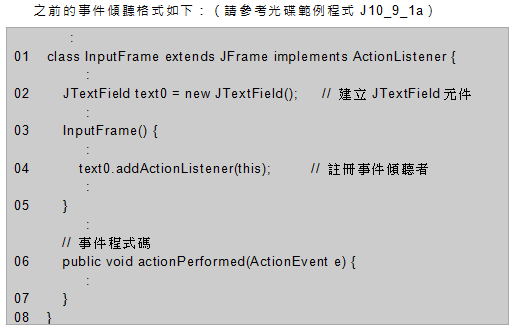 之前的事件傾聽格式如下：（請參考光碟範例程式 J10_9_1a）
:
01 class InputFrame extends JFrame implements ActionListener {
:
02 JTextField text0 = new JTextField(); // 建立 JTextField 元件
:
03 InputFrame() {
:
04 text0.addActionListener(this); // 註冊事件傾聽者
:
05 }
:
// 事件程式碼
06 public void actionPerformed(ActionEvent e) {
:
07 }
08 }